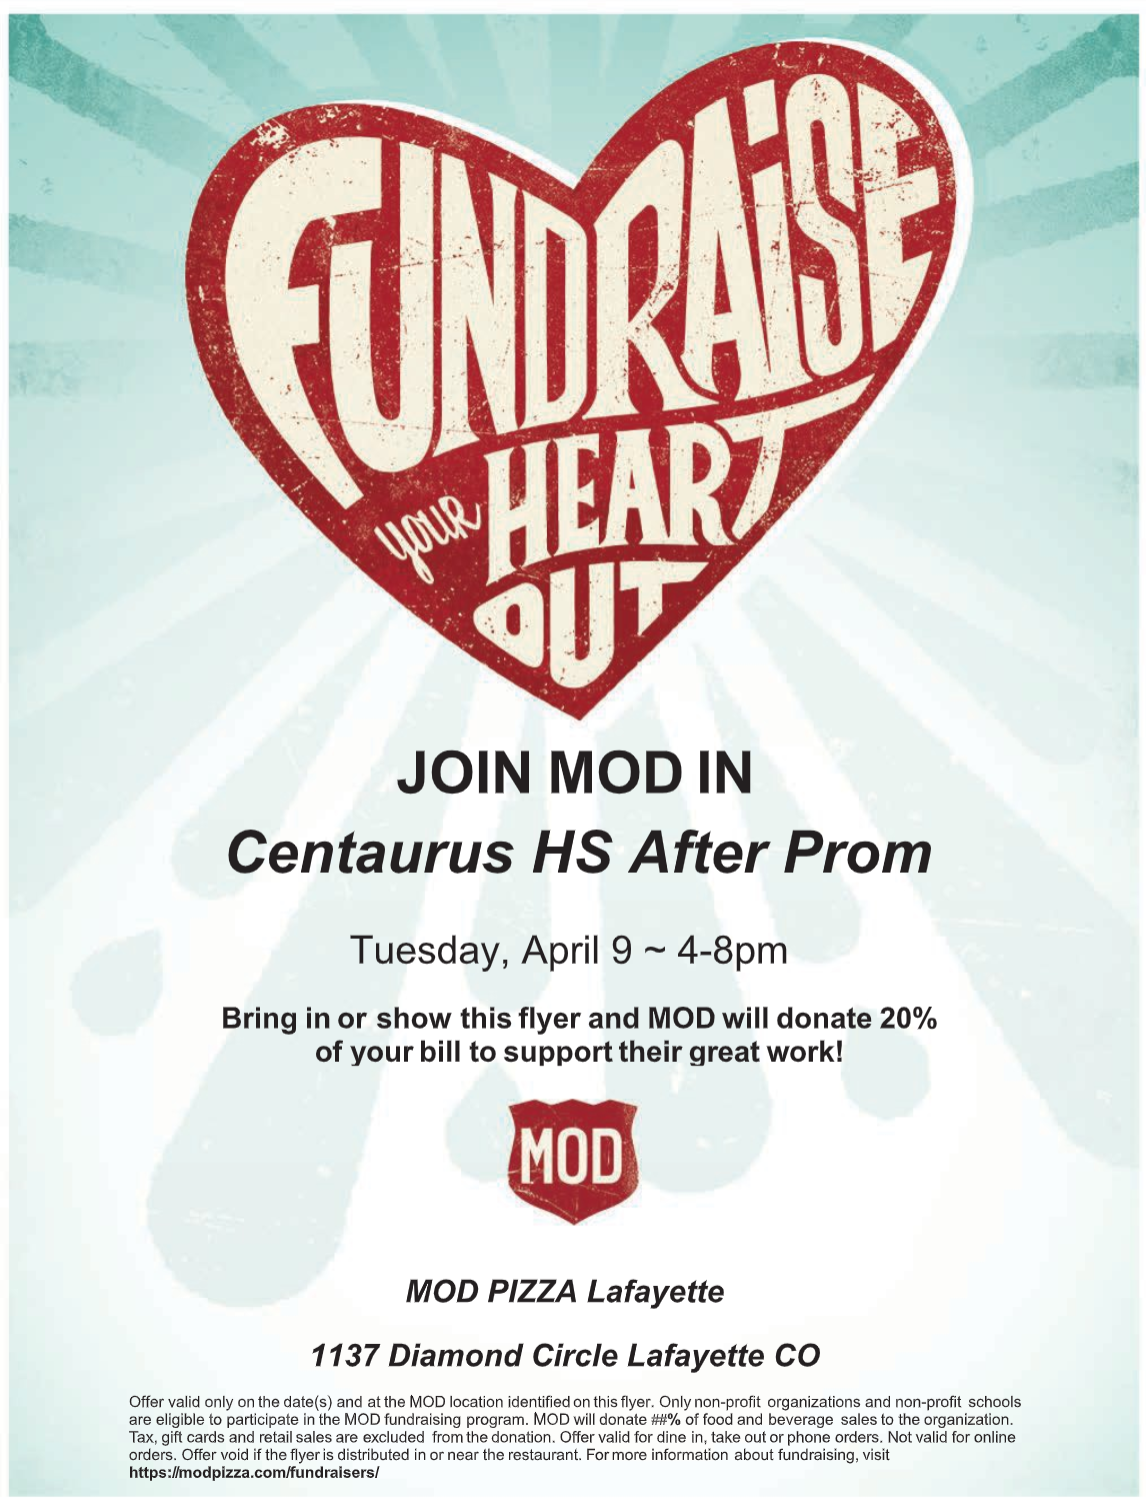 FUNDRAISE
your HEART
OUT
JOIN MOD IN
Centaurus HS After Prom
Tuesday, April 9 ~ 4-8pm
Bring in or show this flyer and MOD will donate 20%
of your bill to support their great work!
MOD
MOD PIZZA Lafayette
1137 Diamond Circle Lafayette CO
Offer valid only on the date(s) and at the MOD location identified on this flyer. Only non-profit organizations and non-profit schools
are eligible to participate in the MOD fundraising program. MOD will donate ##% of food and beverage sales to the organization.
Tax, gift cards and retail sales are excluded from the donation. Offer valid for dine in, take out or phone orders. Not valid for online
orders. Offer void if the flyer is distributed in or near the restaurant. For more information about fundraising, visit
https://modpizza.com/fundraisers/